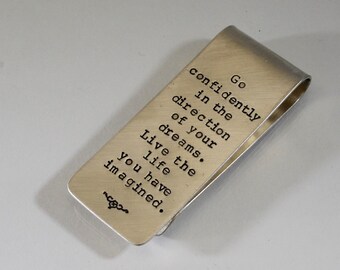 Go
confidently
in the
direction
of your
dreams.
Live the
life
you have
imagined.